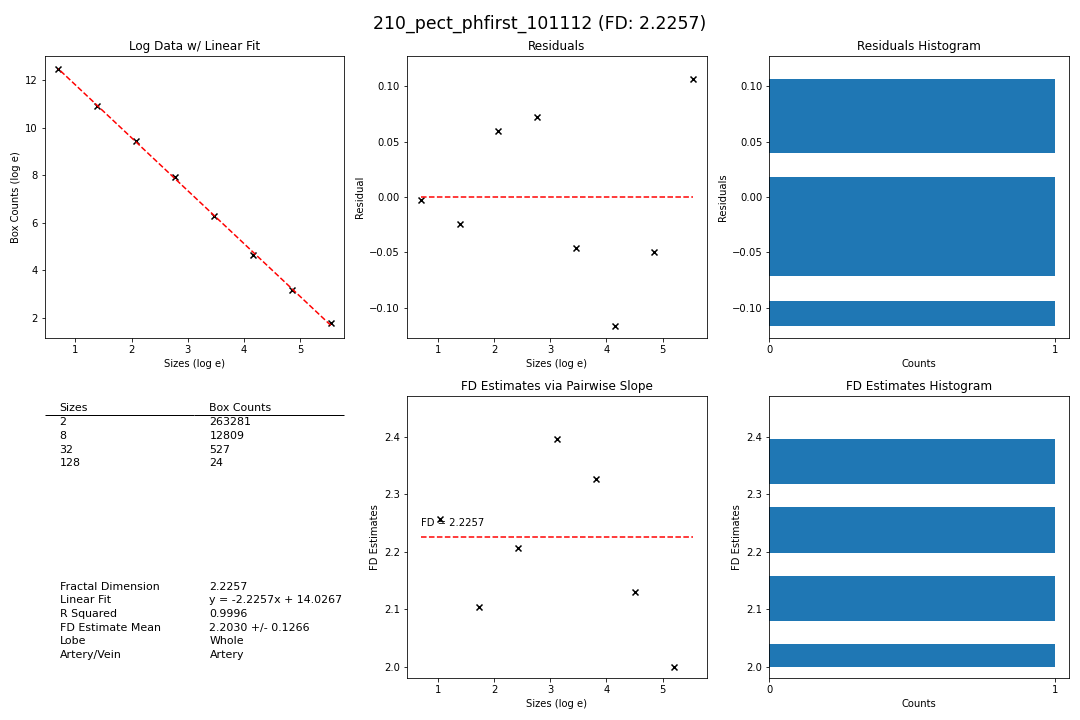 210_pect_phfirst_101112 (FD: 2.2257)
Log Data w/ Linear Fit
Box Counts (log e)
12
10
8
6
4
2
1 2 3 4 5
Sizes (log e)
Residuals
Residual
0.10
0.05
0.00
−0.05
−0.10
1 2 3 4 5
Sizes (log e)
Residuals Histogram
Residuals
0.10
0.05
0.00
−0.05
−0.10
0 1
Counts
Sizes Box Counts
2 263281
8 12809
32 527
128 24
Fractal Dimension 2.2257
Linear Fit y = -2.2257x + 14.0267
R Squared 0.9996
FD Estimate Mean 2.2030 +/- 0.1266
Lobe Whole
Artery/Vein Artery
FD Estimates via Pairwise Slope
FD Estimates
2.4
2.3
2.2
2.1
2.0
FD = 2.2257
1 2 3 4 5
Sizes (log e)
FD Estimates Histogram
FD Estimates
2.4
2.3
2.2
2.1
2.0
0 1
Counts